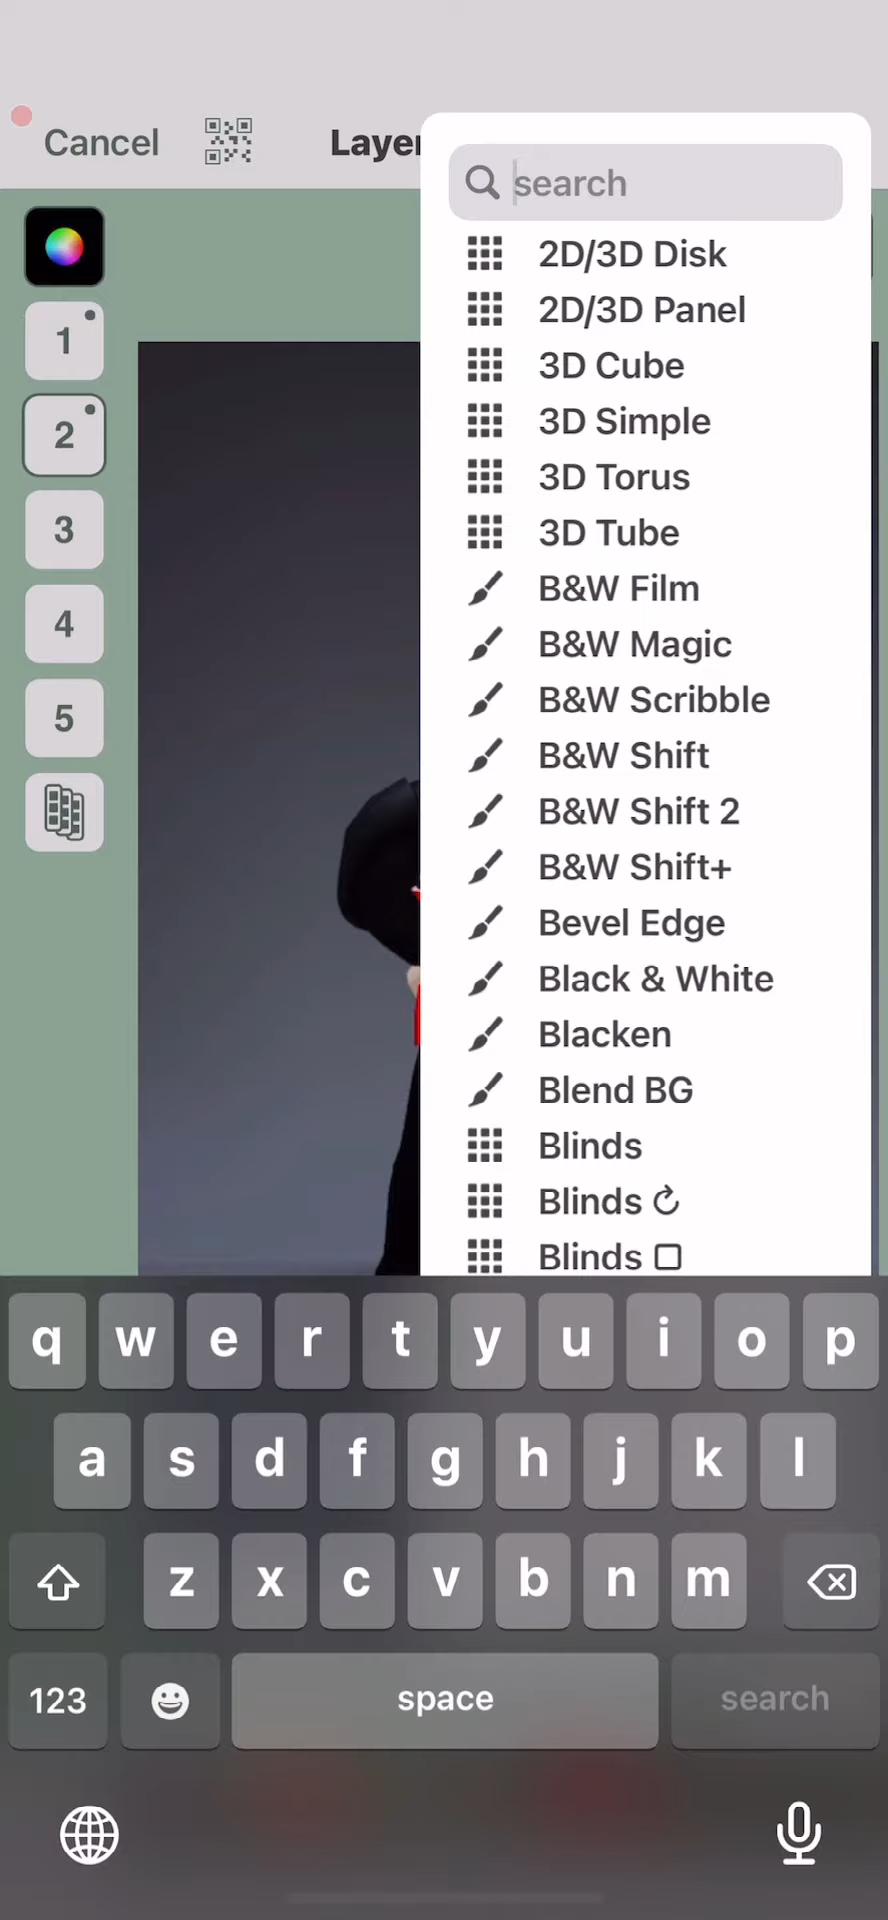 Cancel
Layer
search
2D/3D Disk
2D/3D Panel
3D Cube
3D Simple
3D Torus
3D Tube
B&W Film
B&W Magic
B&W Scribble
B&W Shift
B&W Shift 2
B&W Shift+
Bevel Edge
Black & White
Blacken
Blend BG
Blinds
Blinds ↻
Blinds □
1
2
3
4
5
q w e r t y u i o p
a s d f g h j k l
z x c v b n m
123 space search